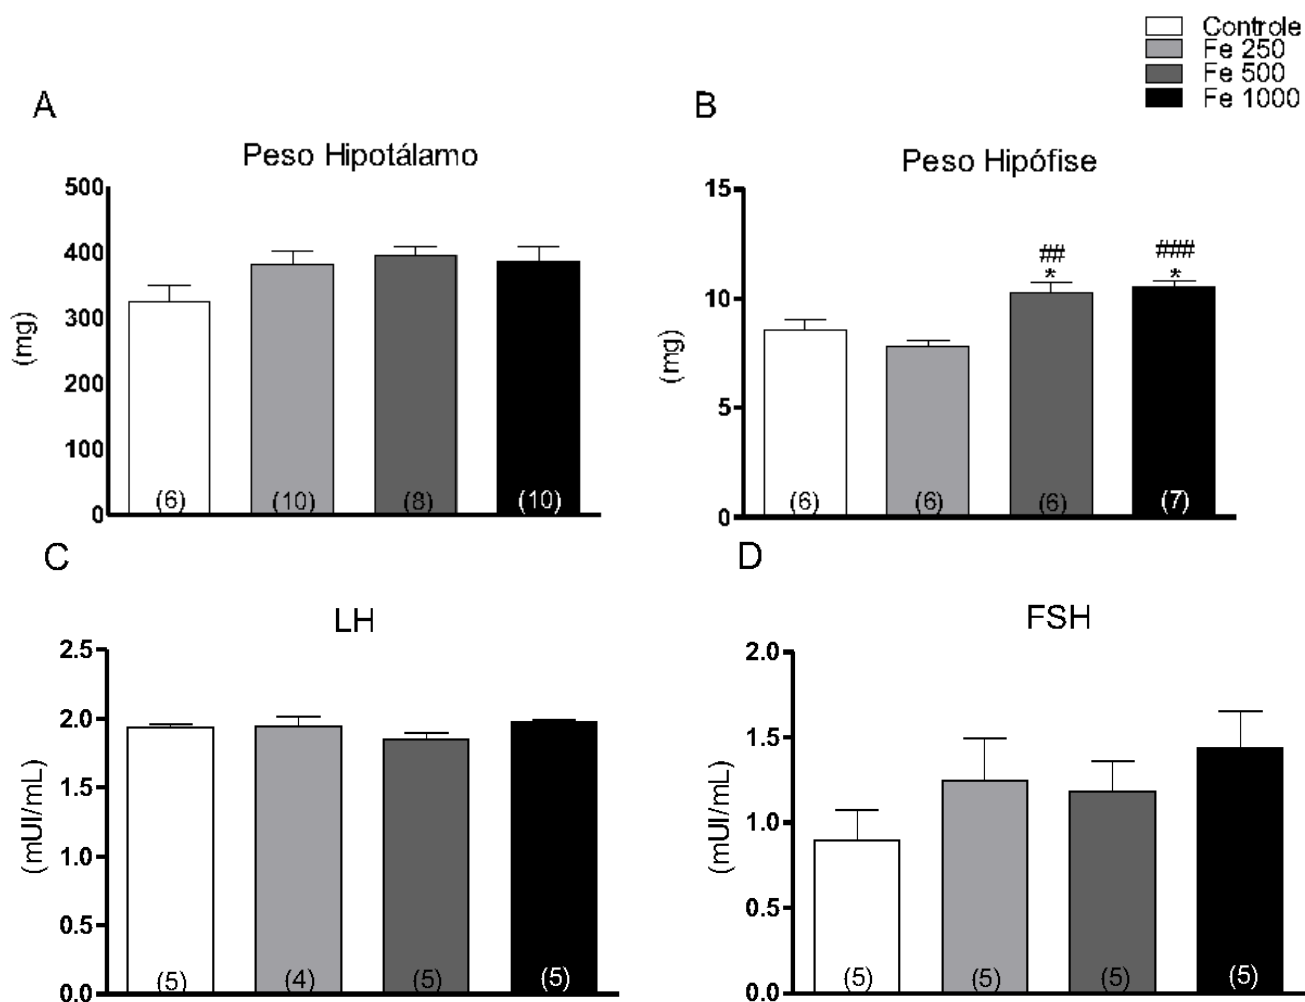 Controle
Fe 250
Fe 500
Fe 1000
A
Peso Hipotálamo
500
400
300
200
100
0
(mg)
(6)
(10)
(8)
(10)
B
Peso Hipófise
15
10
5
0
(mg)
##
*
###
*
(6)
(6)
(6)
(7)
C
LH
2.5
2.0
1.5
1.0
0.5
0.0
(mUI/mL)
(5)
(4)
(5)
(5)
D
FSH
2.0
1.5
1.0
0.5
0.0
(mUI/mL)
(5)
(5)
(5)
(5)